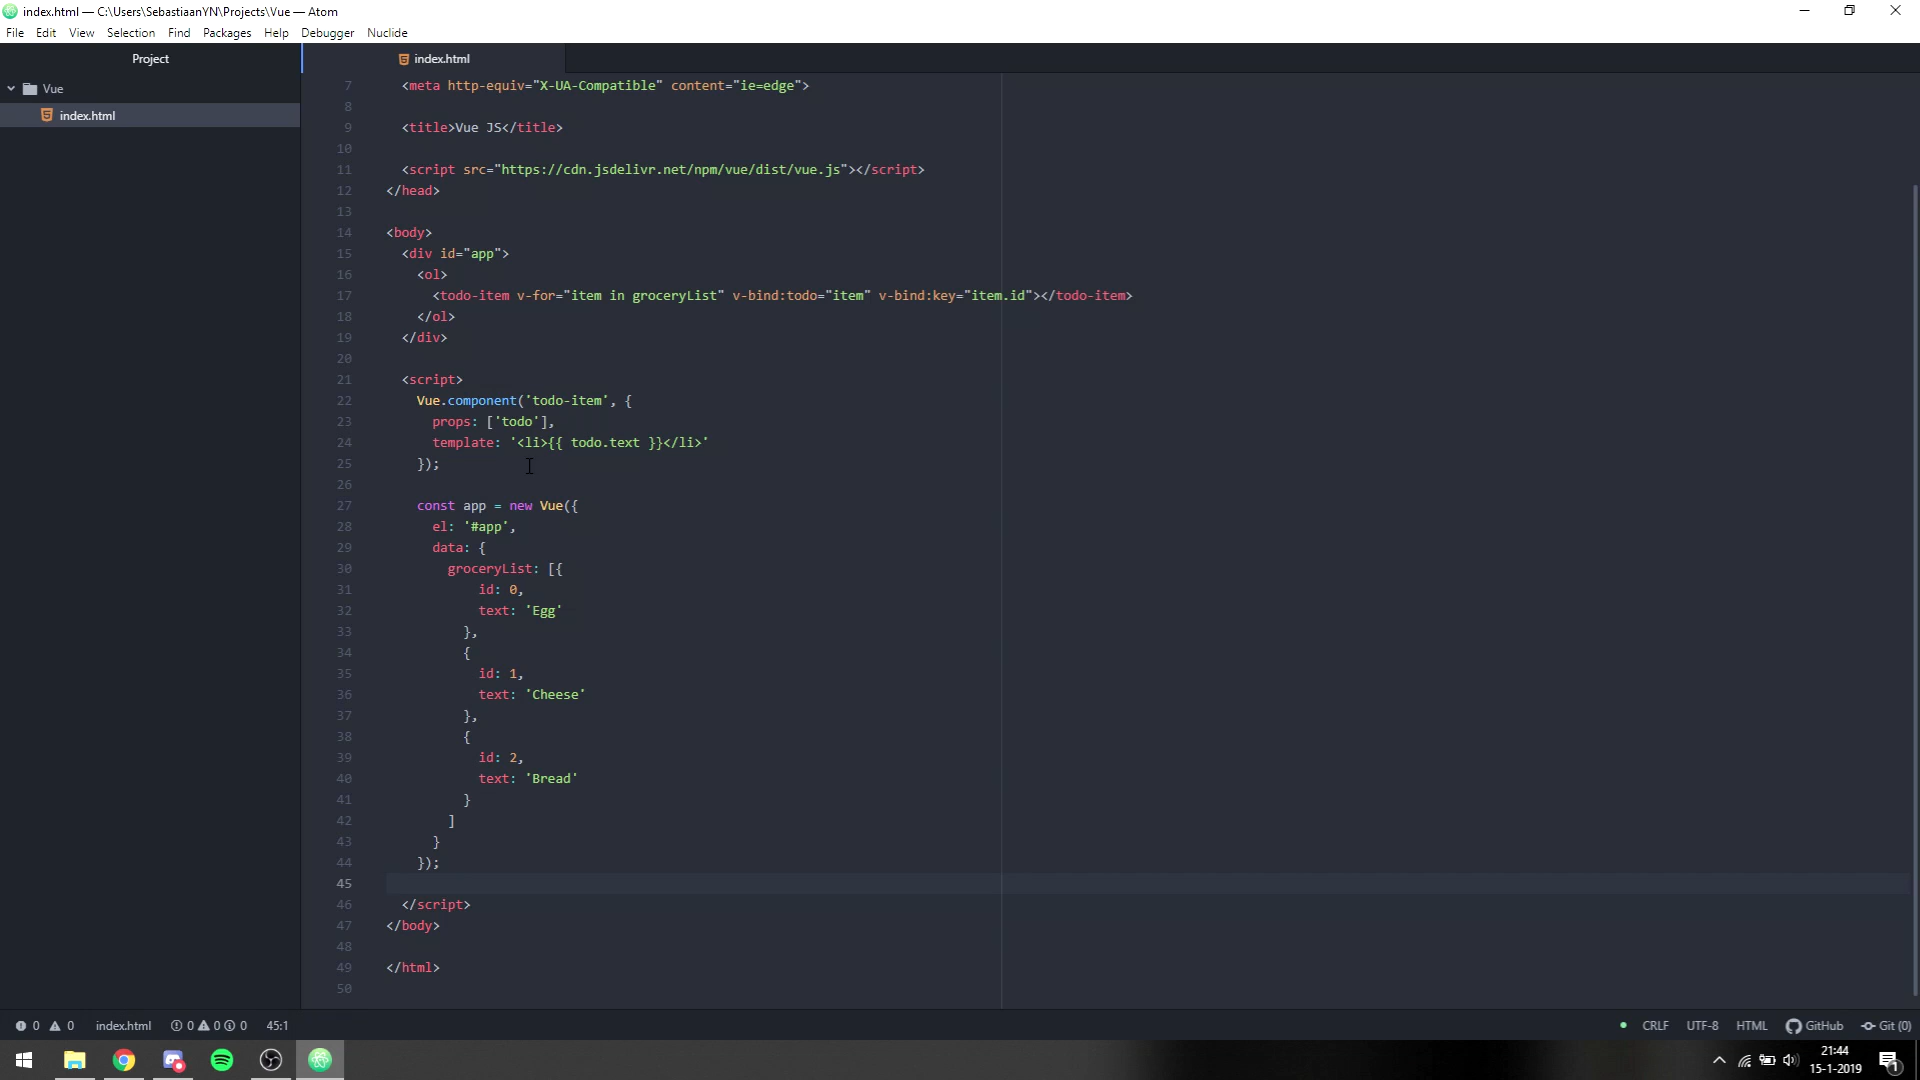 index.html — C:\Users\SebastiaanYN\Projects\Vue — Atom
File Edit View Selection Find Packages Help Debugger Nuclide
Project
index.html
Vue
index.html
7 <meta http-equiv="X-UA-Compatible" content="ie=edge">
8
9 <title>Vue JS</title>
10
11 <script src="https://cdn.jsdelivr.net/npm/vue/dist/vue.js"></script>
12 </head>
13
14 <body>
15 <div id="app">
16 <ol>
17 <todo-item v-for="item in groceryList" v-bind:todo="item" v-bind:key="item.id"></todo-item>
18 </ol>
19 </div>
20
21 <script>
22 Vue.component('todo-item', {
23 props: ['todo'],
24 template: '<li>{{ todo.text }}</li>'
25 });
26
27 const app = new Vue({
28 el: '#app',
29 data: {
30 groceryList: [{
31 id: 0,
32 text: 'Egg'
33 },
34 {
35 id: 1,
36 text: 'Cheese'
37 },
38 {
39 id: 2,
40 text: 'Bread'
41 }
42 ]
43 }
44 });
45
46 </script>
47 </body>
48
49 </html>
50
0 0 index.html 0 0 0 45:1 CRLF UTF-8 HTML GitHub Git (0)
21:44
15-1-2019
1